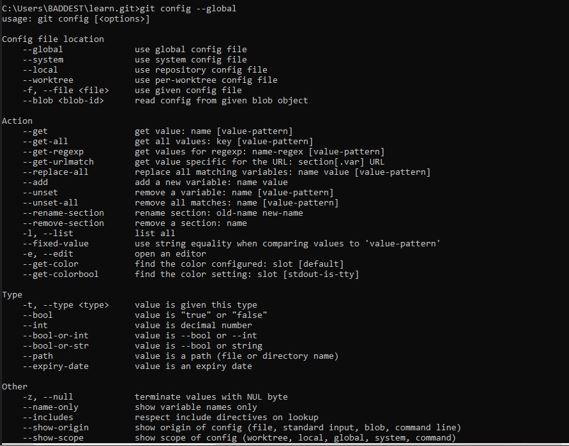 C:\Users\BADDEST\learn.git>git config --global
usage: git config [<options>]
Config file location
--global use global config file
--system use system config file
--local use repository config file
--worktree use per-worktree config file
-f, --file <file> use given config file
--blob <blob-id> read config from given blob object
Action
--get get value: name [value-pattern]
--get-all get all values: key [value-pattern]
--get-regexp get values for regexp: name-regex [value-pattern]
--get-urlmatch get value specific for the URL: section[.var] URL
--replace-all replace all matching variables: name value [value-pattern]
--add add a new variable: name value
--unset remove a variable: name [value-pattern]
--unset-all remove all matches: name [value-pattern]
--rename-section rename section: old-name new-name
--remove-section remove a section: name
-l, --list list all
--fixed-value use string equality when comparing values to 'value-pattern'
-e, --edit open an editor
--get-color find the color configured: slot [default]
--get-colorbool find the color setting: slot [stdout-is-tty]
Type
-t, --type <type> value is given this type
--bool value is "true" or "false"
--int value is decimal number
--bool-or-int value is --bool or --int
--bool-or-str value is --bool or string
--path value is a path (file or directory name)
--expiry-date value is an expiry date
Other
-z, --null terminate values with NUL byte
--name-only show variable names only
--includes respect include directives on lookup
--show-origin show origin of config (file, standard input, blob, command line)
--show-scope show scope of config (worktree, local, global, system, command)